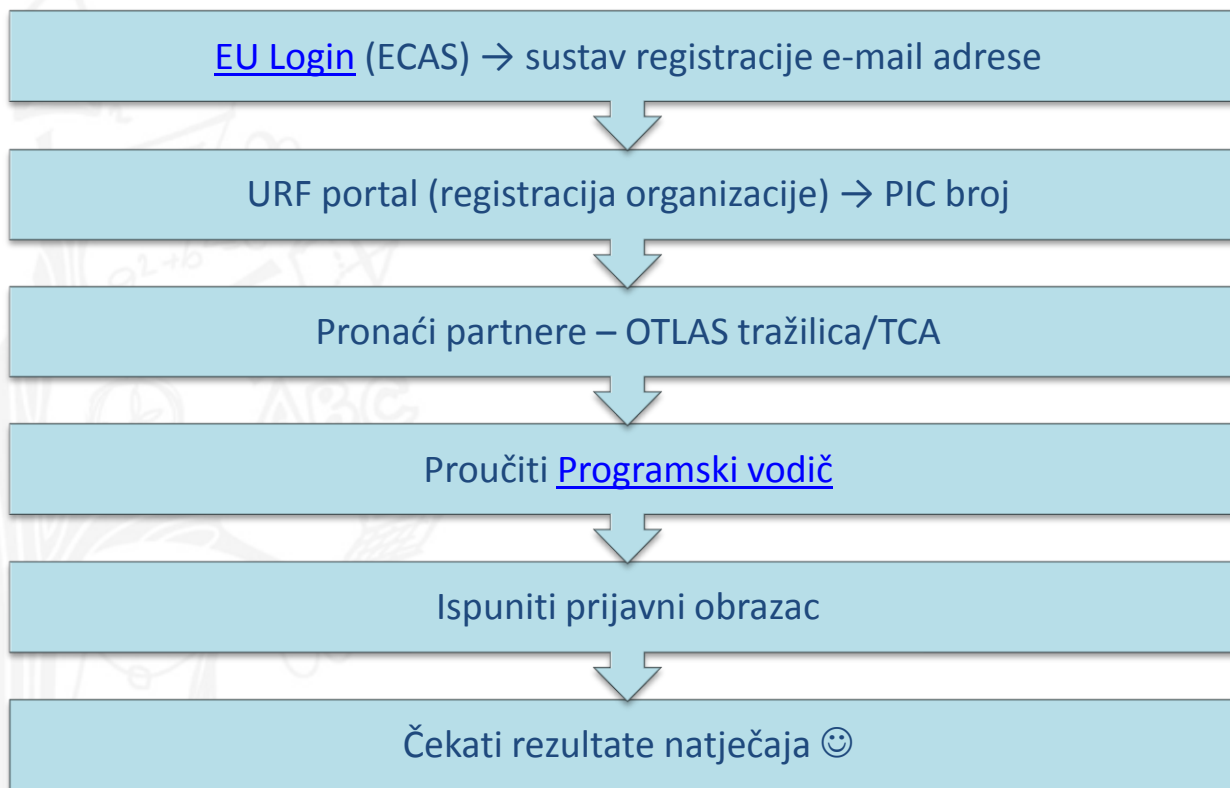 EU Login (ECAS) → sustav registracije e-mail adrese
URF portal (registracija organizacije) → PIC broj
Pronaći partnere – OTLAS tražilica/TCA
Proučiti Programski vodič
Ispuniti prijavni obrazac
Čekati rezultate natječaja ☺